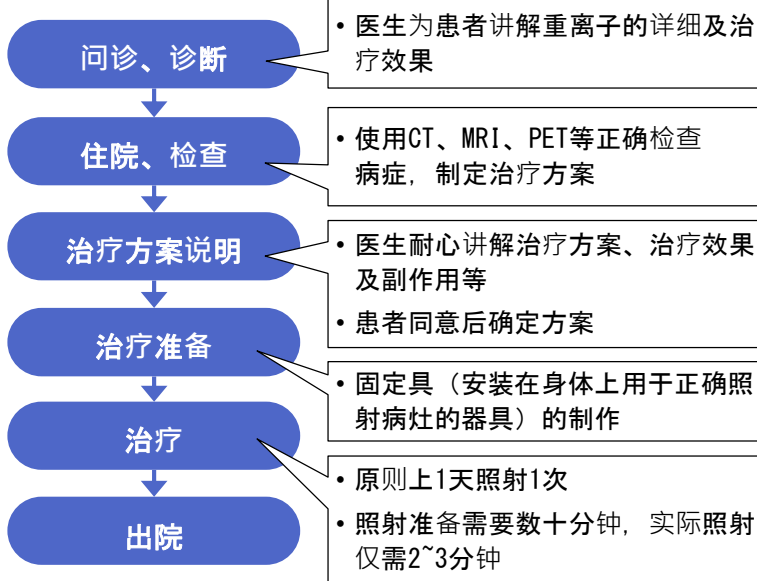 问诊、诊断
• 医生为患者讲解重离子的详细及治
疗效果
住院、检查
• 使用CT、MRI、PET等正确检查
病症，制定治疗方案
治疗方案说明
• 医生耐心讲解治疗方案、治疗效果
及副作用等
• 患者同意后确定方案
治疗准备
• 固定具（安装在身体上用于正确照
射病灶的器具）的制作
治疗
• 原则上1天照射1次
• 照射准备需要数十分钟，实际照射
仅需2~3分钟
出院